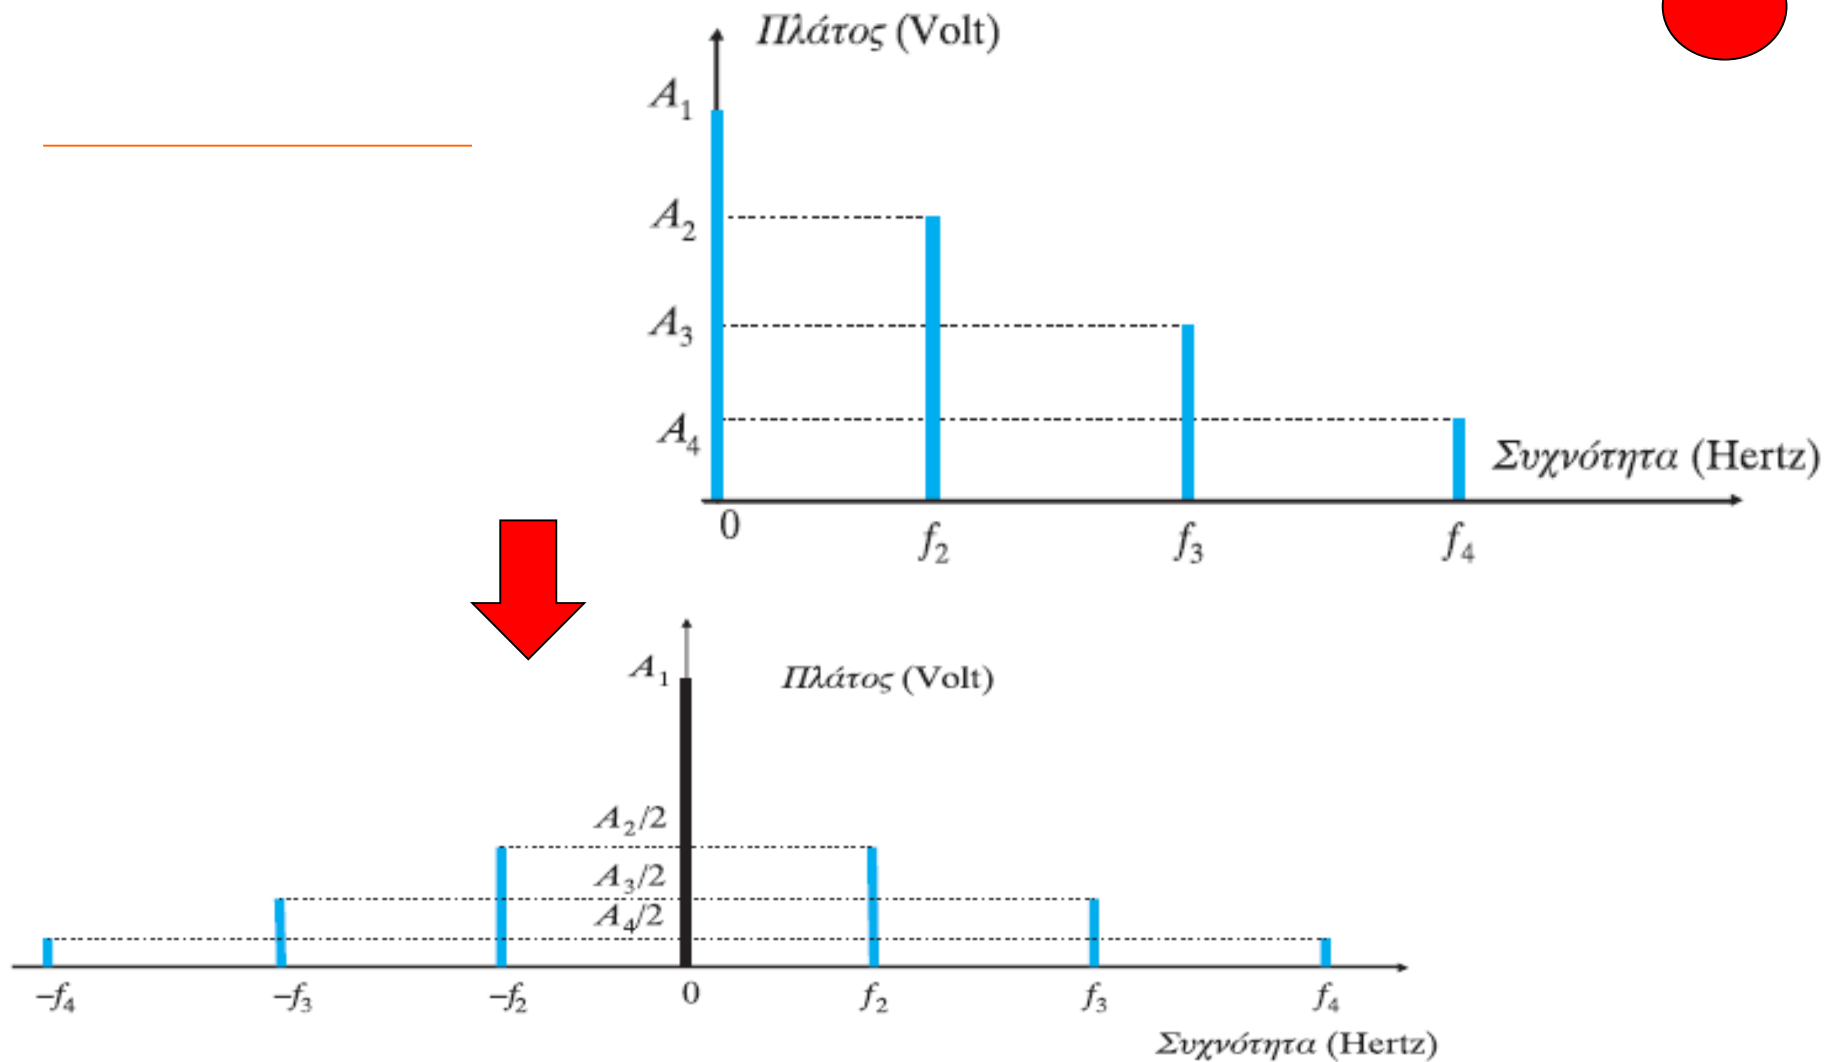 Πλάτος (Volt)
A1
A2
A3
A4
Συχνότητα (Hertz)
0
f2
f3
f4
A1
Πλάτος (Volt)
A2/2
A3/2
A4/2
–f4
–f3
–f2
0
f2
f3
f4
Συχνότητα (Hertz)